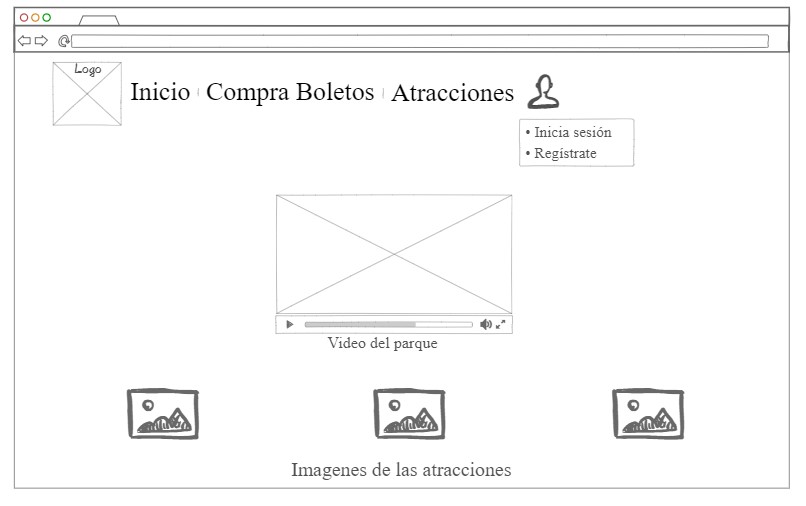 Logo
Inicio
Compra Boletos
Atracciones
• Inicia sesión
• Regístrate
Video del parque
Imagenes de las atracciones